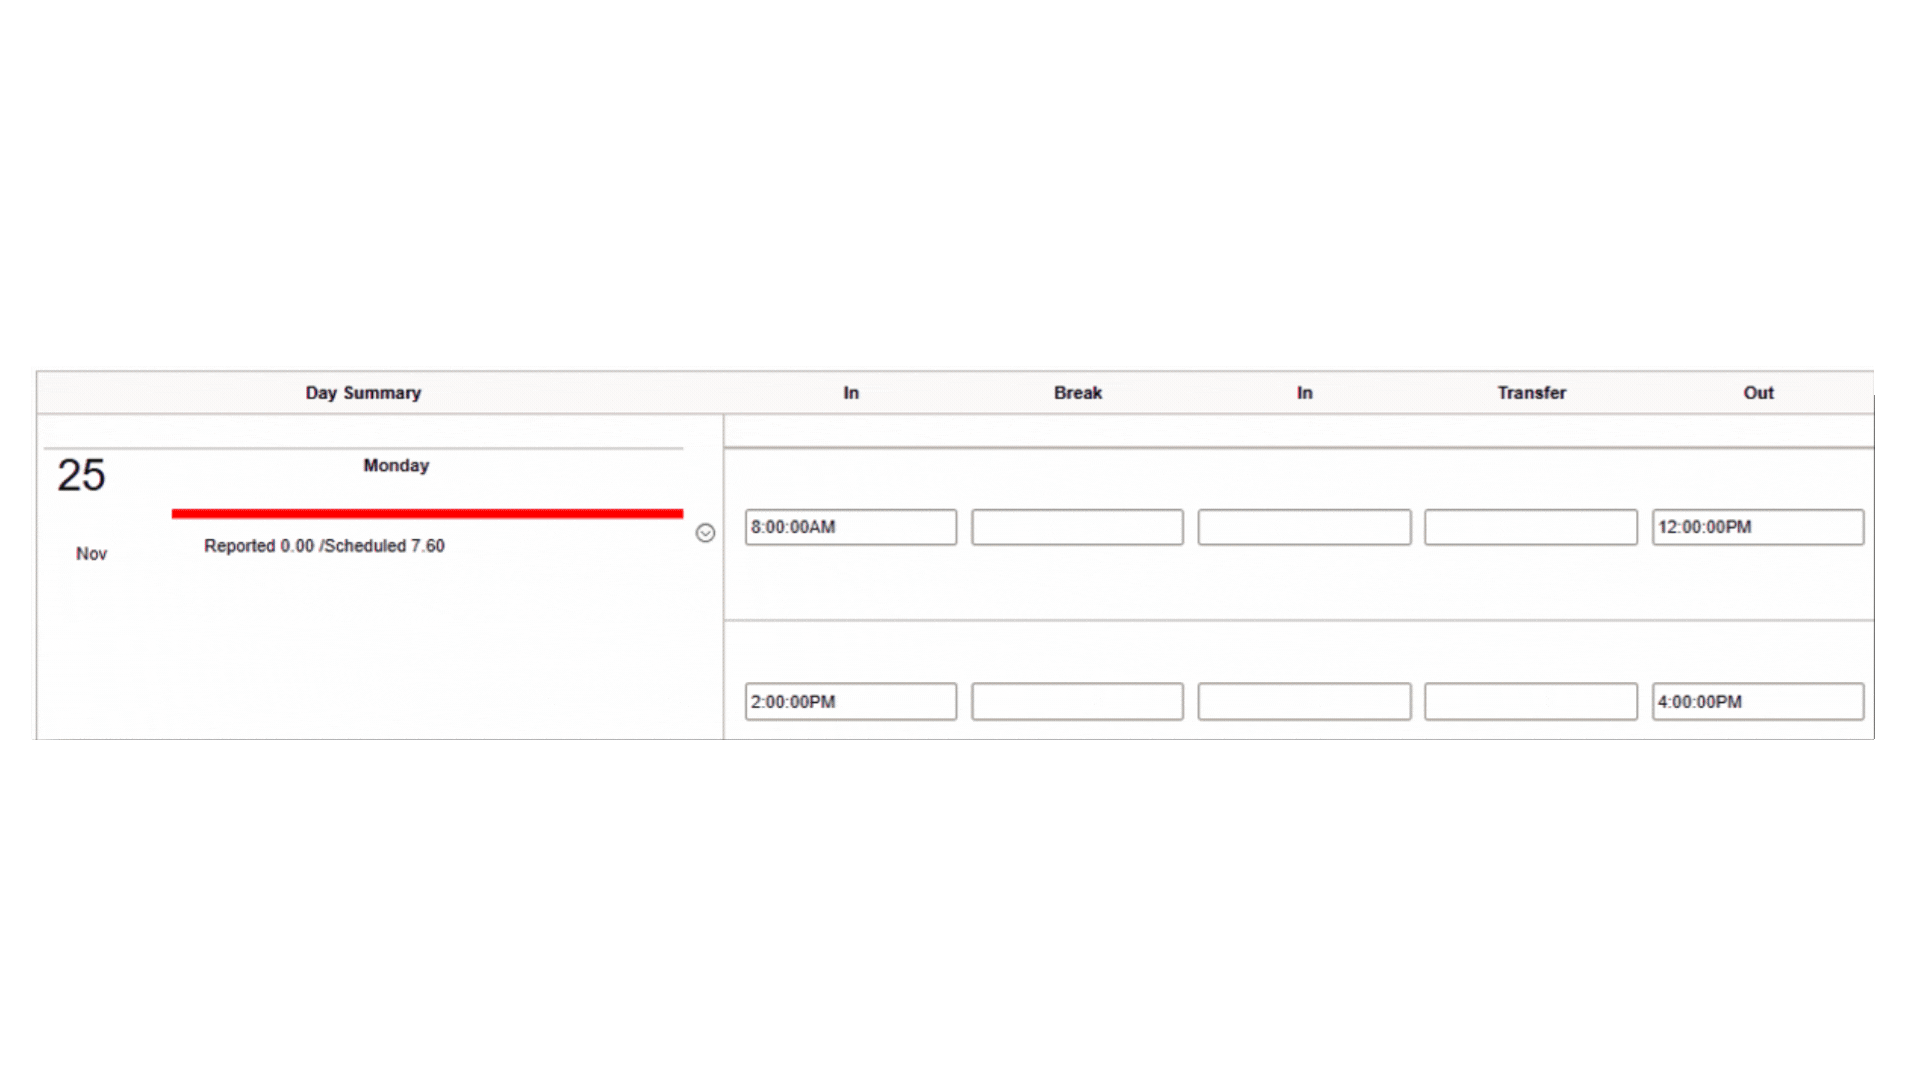 Day Summary In Break In Transfer Out
25 Monday
8:00:00AM 12:00:00PM
Nov Reported 0.00 /Scheduled 7.60
2:00:00PM 4:00:00PM